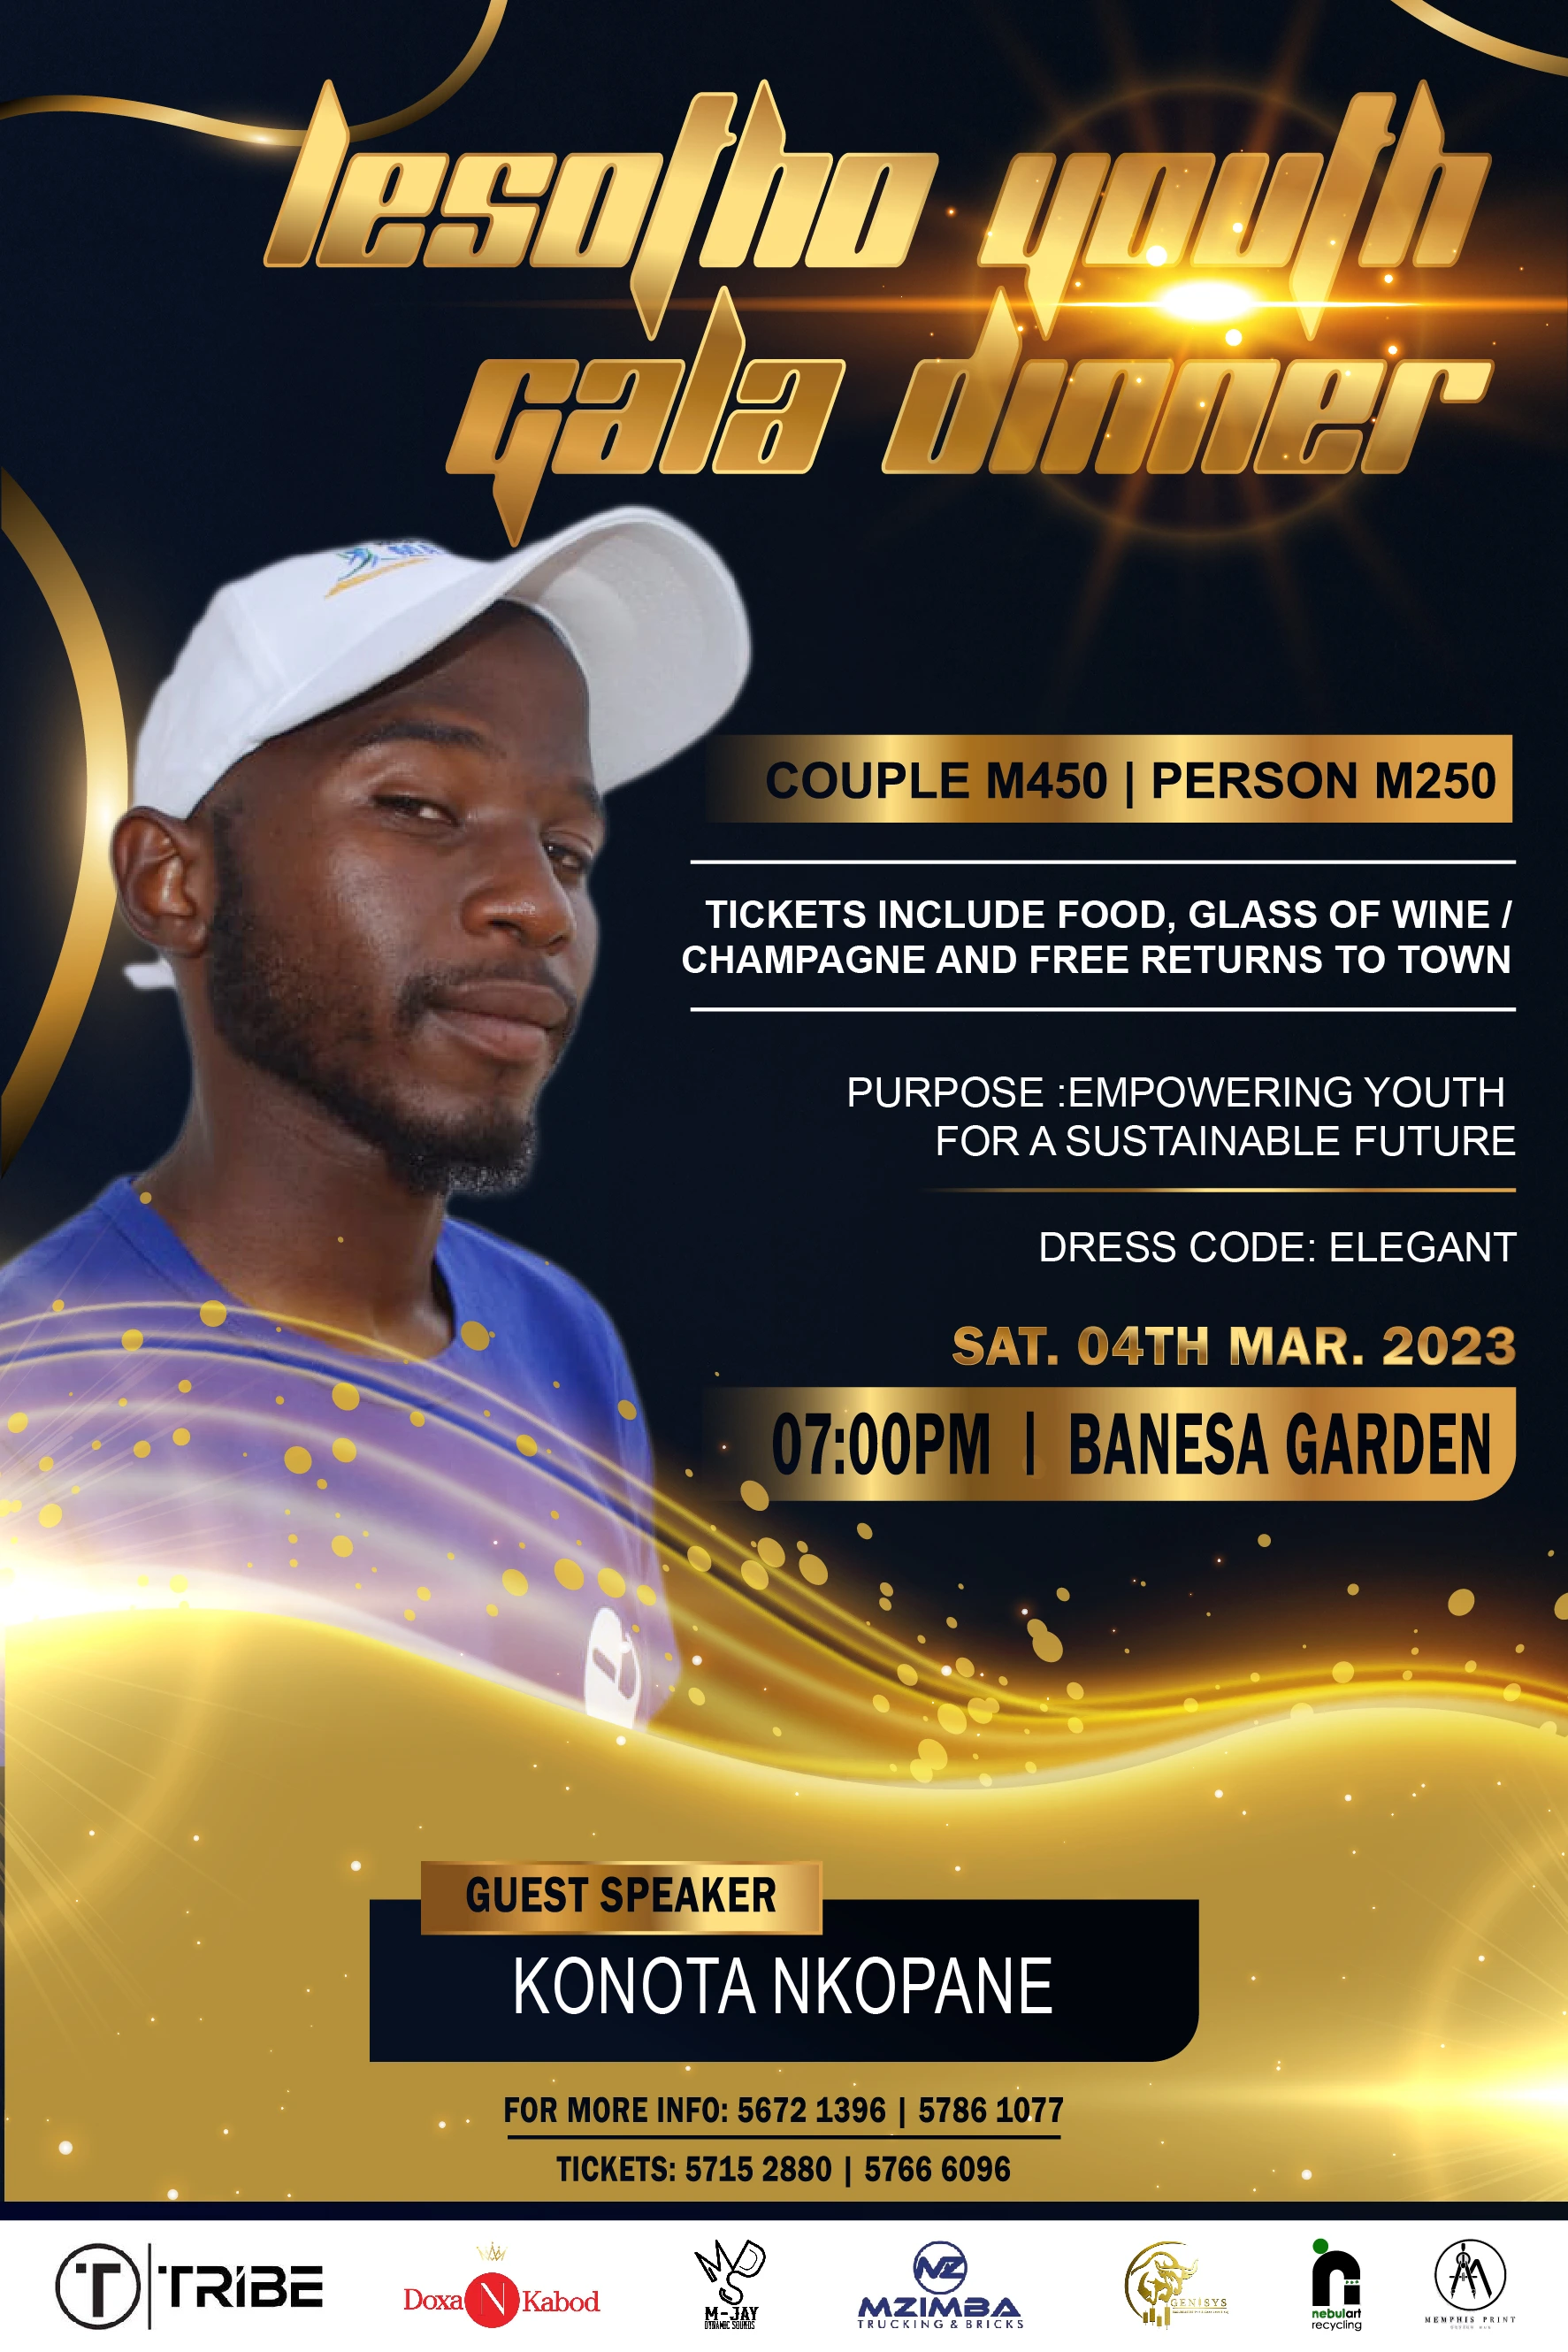 lesotho youth
gala dinner
COUPLE M450 | PERSON M250
TICKETS INCLUDE FOOD, GLASS OF WINE /
CHAMPAGNE AND FREE RETURNS TO TOWN
PURPOSE :EMPOWERING YOUTH
FOR A SUSTAINABLE FUTURE
DRESS CODE: ELEGANT
SAT. 04TH MAR. 2023
07:00PM | BANESA GARDEN
GUEST SPEAKER
KONOTA NKOPANE
FOR MORE INFO: 5672 1396 | 5786 1077
TICKETS: 5715 2880 | 5766 6096
T TRIBE
Doxa N Kabod
M-JAY
DYNAMIC SOUNDS
MZ
MZIMBA
TRUCKING & BRICKS
GENISYS
n
nebulart
recycling
MEMPHIS PRINT